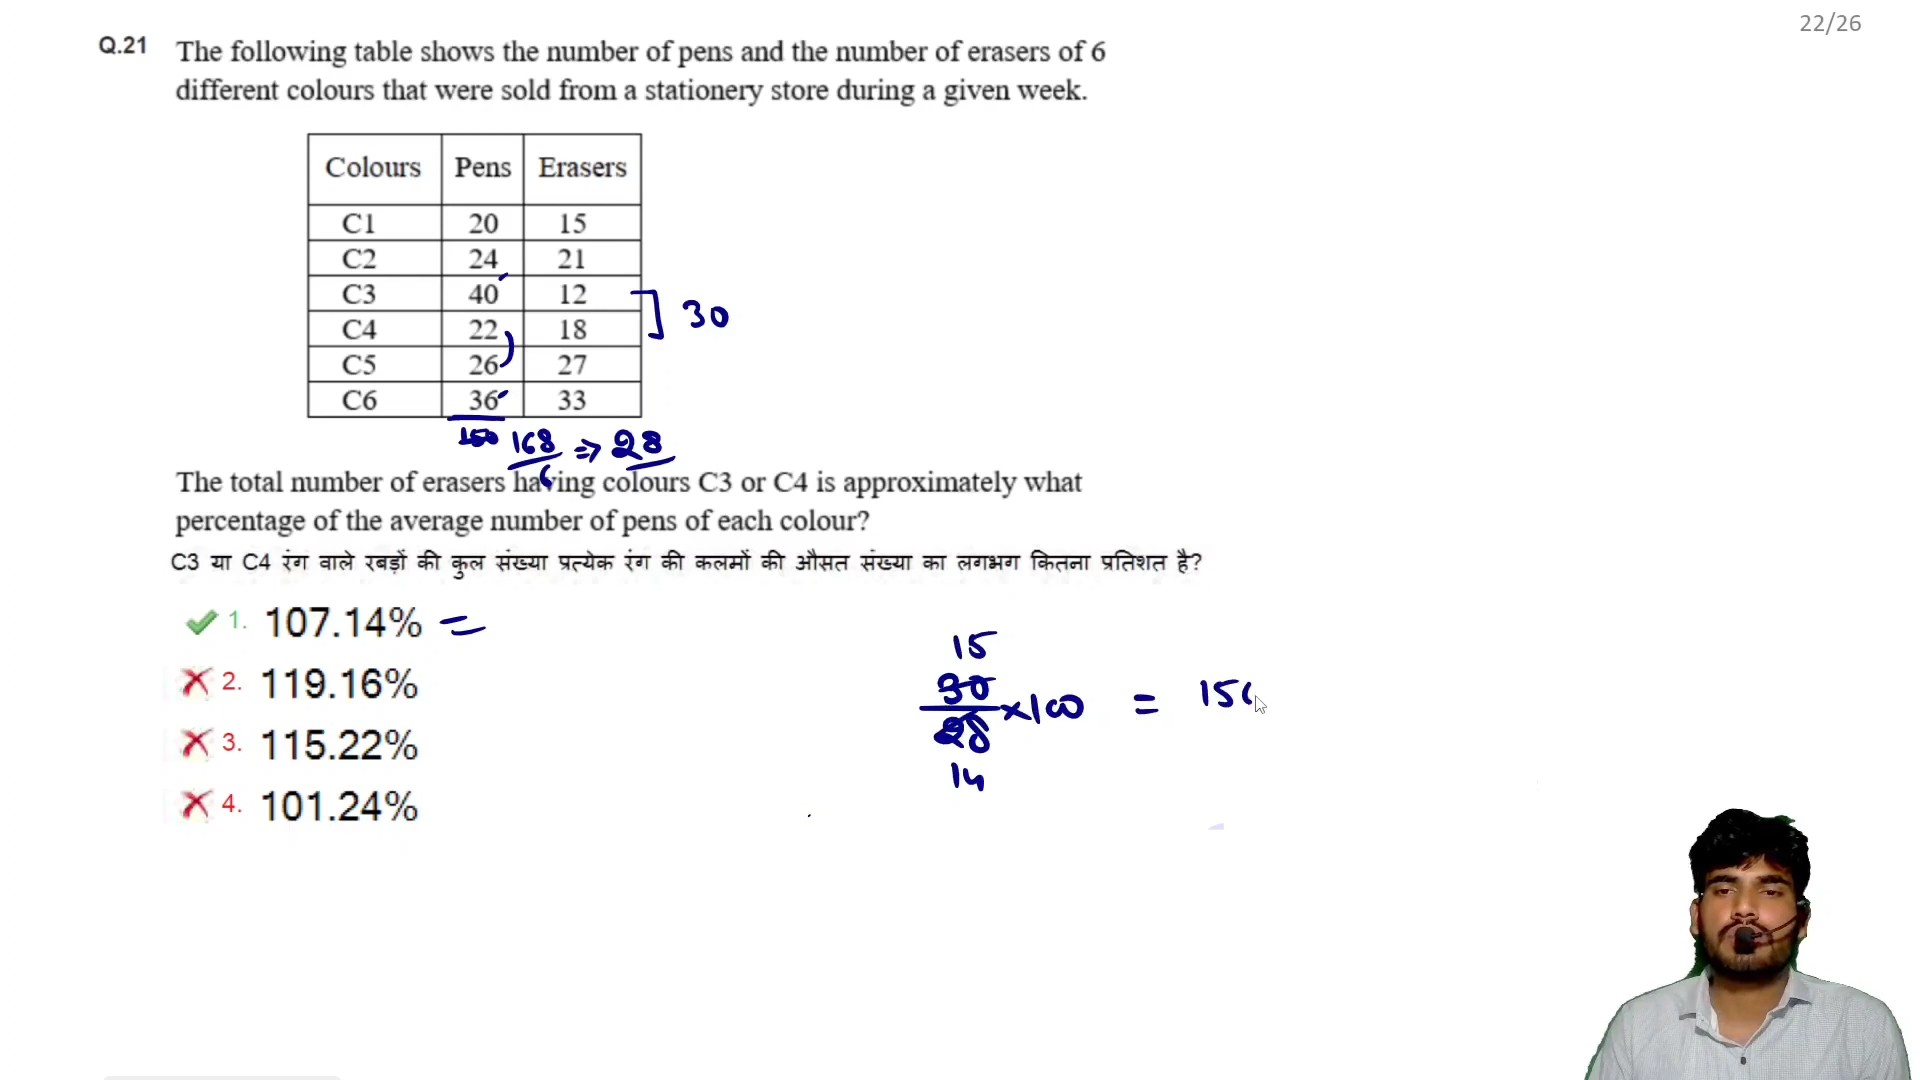 22/26
Q.21 The following table shows the number of pens and the number of erasers of 6
different colours that were sold from a stationery store during a given week.
Colours Pens Erasers
C1 20 15
C2 24 21
C3 40 12
C4 22 18
C5 26 27
C6 36 33
30
150 168/6 => 28
The total number of erasers having colours C3 or C4 is approximately what
percentage of the average number of pens of each colour?
C3 या C4 रंग वाले रबड़ों की कुल संख्या प्रत्येक रंग की कलमों की औसत संख्या का लगभग कितना प्रतिशत है?
1. 107.14% =
2. 119.16%
3. 115.22%
4. 101.24%
15
30
28 ×100 = 150
14